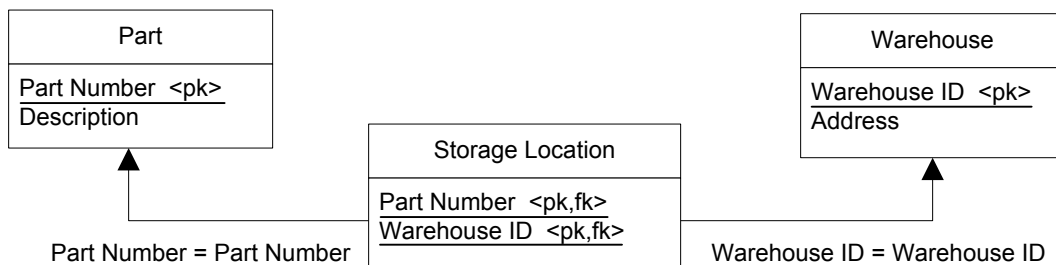 Part
Part Number <pk>
Description
Warehouse
Warehouse ID <pk>
Address
Storage Location
Part Number <pk,fk>
Warehouse ID <pk,fk>
Part Number = Part Number
Warehouse ID = Warehouse ID